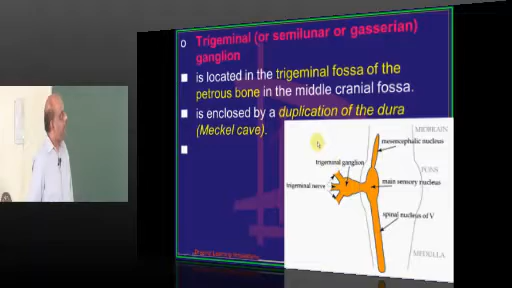 Trigeminal (or semilunar or gasserian)
ganglion
is located in the trigeminal fossa of the
petrous bone in the middle cranial fossa.
is enclosed by a duplication of the dura
(Meckel cave).
MIDBRAIN
mesencephalic nucleus
trigeminal ganglion
PONS
trigeminal nerve
main sensory nucleus
spinal nucleus of V
MEDULLA